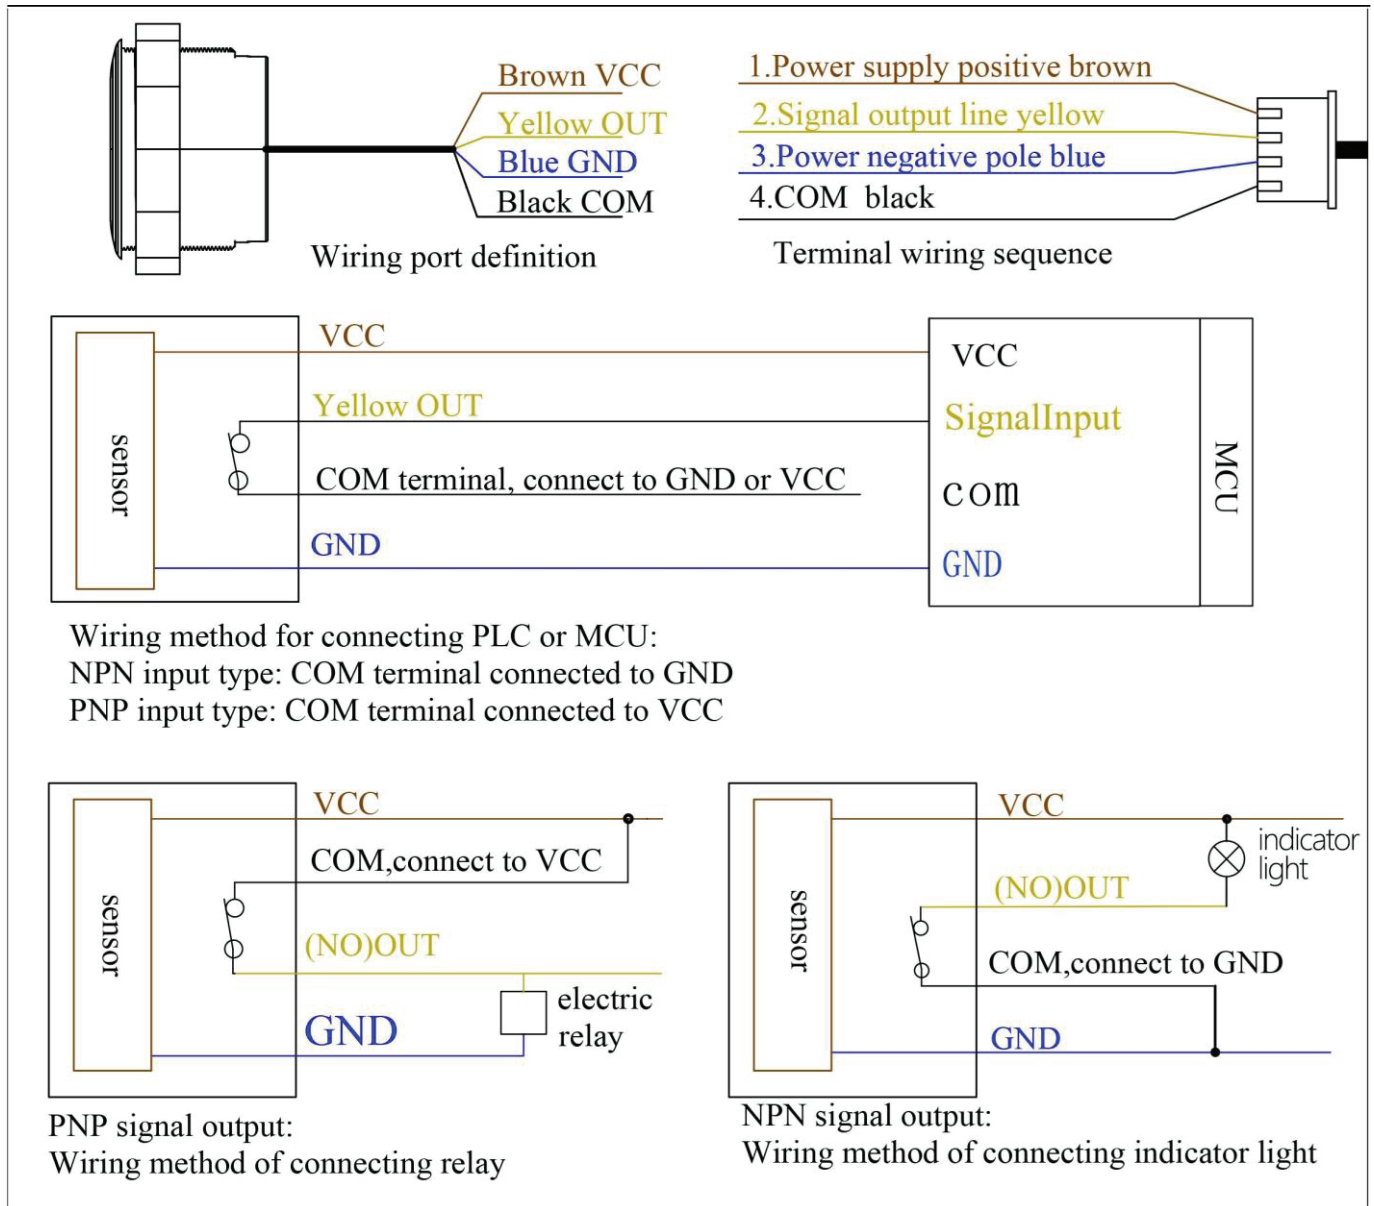 Brown VCC
Yellow OUT
Blue GND
Black COM
Wiring port definition
1.Power supply positive brown
2.Signal output line yellow
3.Power negative pole blue
4.COM black
Terminal wiring sequence
sensor
VCC
Yellow OUT
COM terminal, connect to GND or VCC
GND
VCC
SignalInput
COM
GND
MCU
Wiring method for connecting PLC or MCU:
NPN input type: COM terminal connected to GND
PNP input type: COM terminal connected to VCC
sensor
VCC
COM,connect to VCC
(NO)OUT
GND
electric
relay
PNP signal output:
Wiring method of connecting relay
sensor
VCC
indicator
light
(NO)OUT
COM,connect to GND
GND
NPN signal output:
Wiring method of connecting indicator light